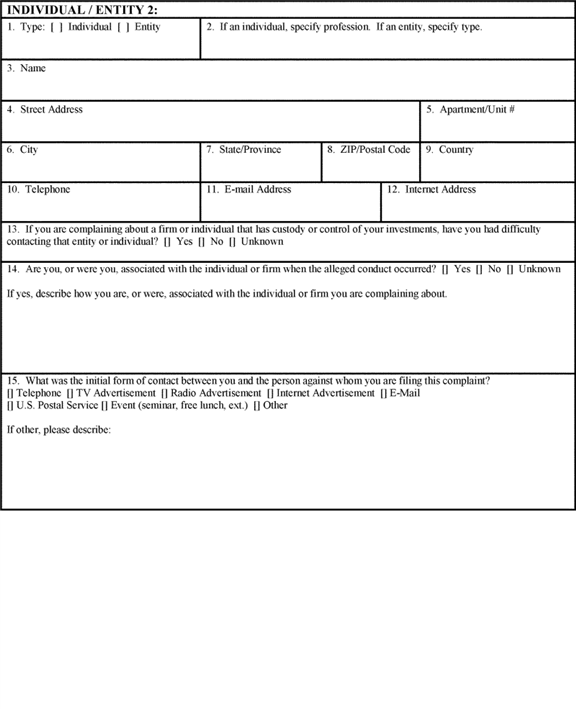 INDIVIDUAL / ENTITY 2:
1. Type: [ ] Individual [ ] Entity
2. If an individual, specify profession. If an entity, specify type.
3. Name
4. Street Address
5. Apartment/Unit #
6. City
7. State/Province
8. ZIP/Postal Code
9. Country
10. Telephone
11. E-mail Address
12. Internet Address
13. If you are complaining about a firm or individual that has custody or control of your investments, have you had difficulty
contacting that entity or individual? [] Yes [] No [] Unknown
14. Are you, or were you, associated with the individual or firm when the alleged conduct occurred? [] Yes [] No [] Unknown
If yes, describe how you are, or were, associated with the individual or firm you are complaining about.
15. What was the initial form of contact between you and the person against whom you are filing this complaint?
[] Telephone [] TV Advertisement [] Radio Advertisement [] Internet Advertisement [] E-Mail
[] U.S. Postal Service [] Event (seminar, free lunch, ext.) [] Other
If other, please describe: